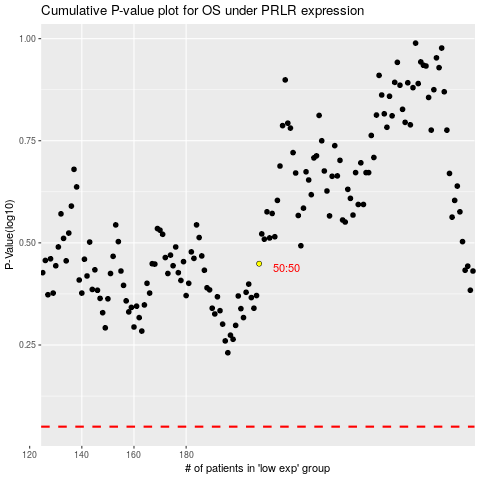 Cumulative P-value plot for OS under PRLR expression
P-Value(log10)
1.00
0.75
0.50
0.25
50:50
120 140 160 180
# of patients in 'low exp' group